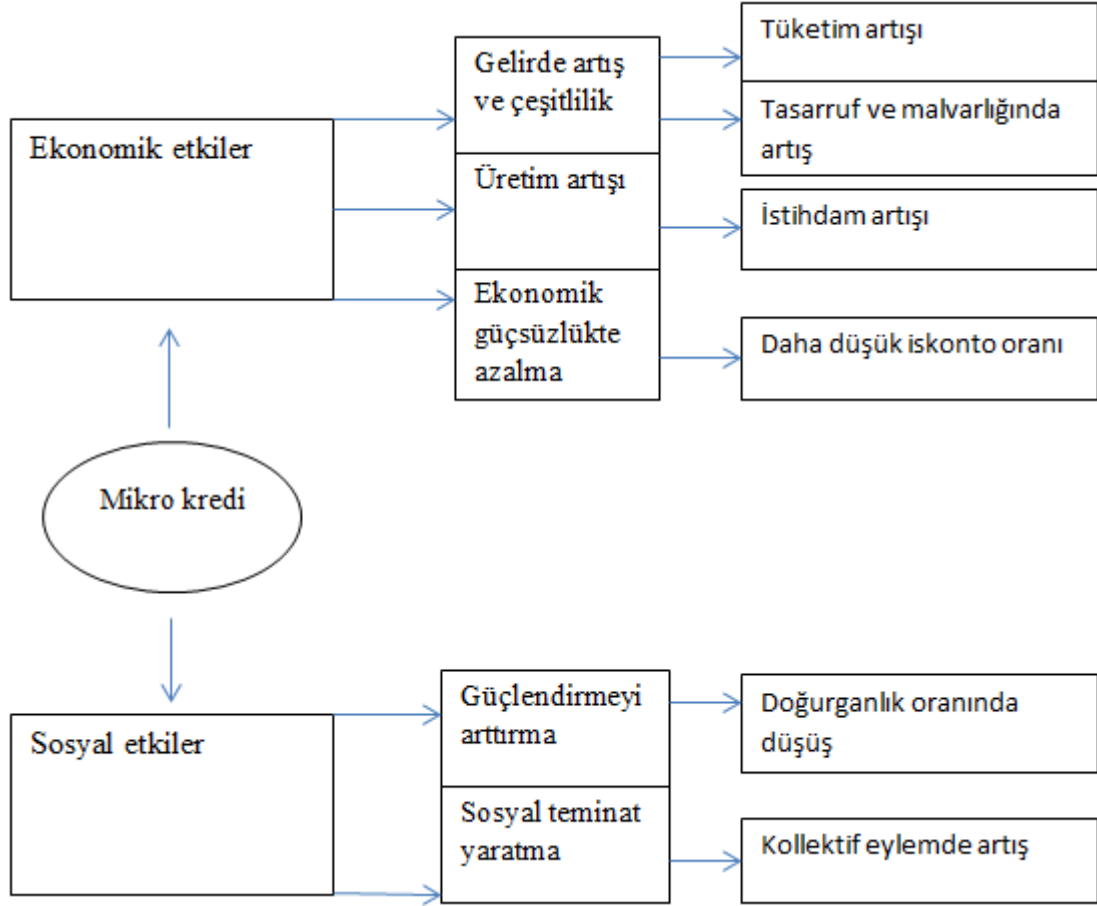 Ekonomik etkiler
Gelirde artış
ve çeşitlilik
Üretim artışı
Ekonomik
güçsüzlükte
azalma
Tüketim artışı
Tasarruf ve malvarlığında
artış
İstihdam artışı
Daha düşük iskonto oranı
Mikro kredi
Sosyal etkiler
Güçlendirmeyi
arttırma
Sosyal teminat
yaratma
Doğurganlık oranında
düşüş
Kollektif eylemde artış